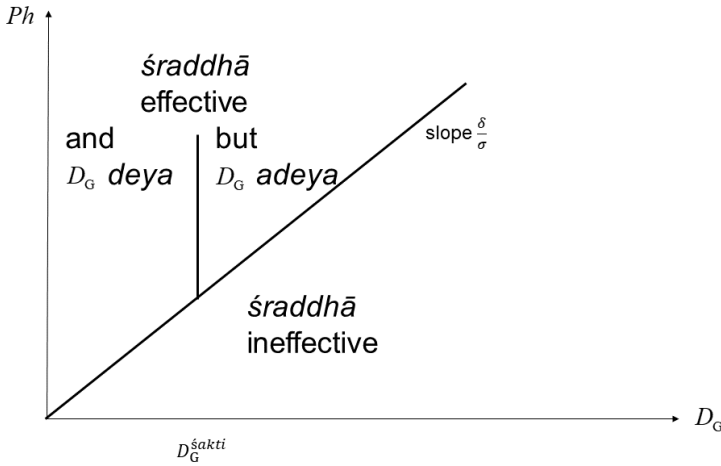 Ph
śraddhā
effective
and but
D_G deya D_G adeya
slope δ/σ
śraddhā
ineffective
D_G
D_G^śakti